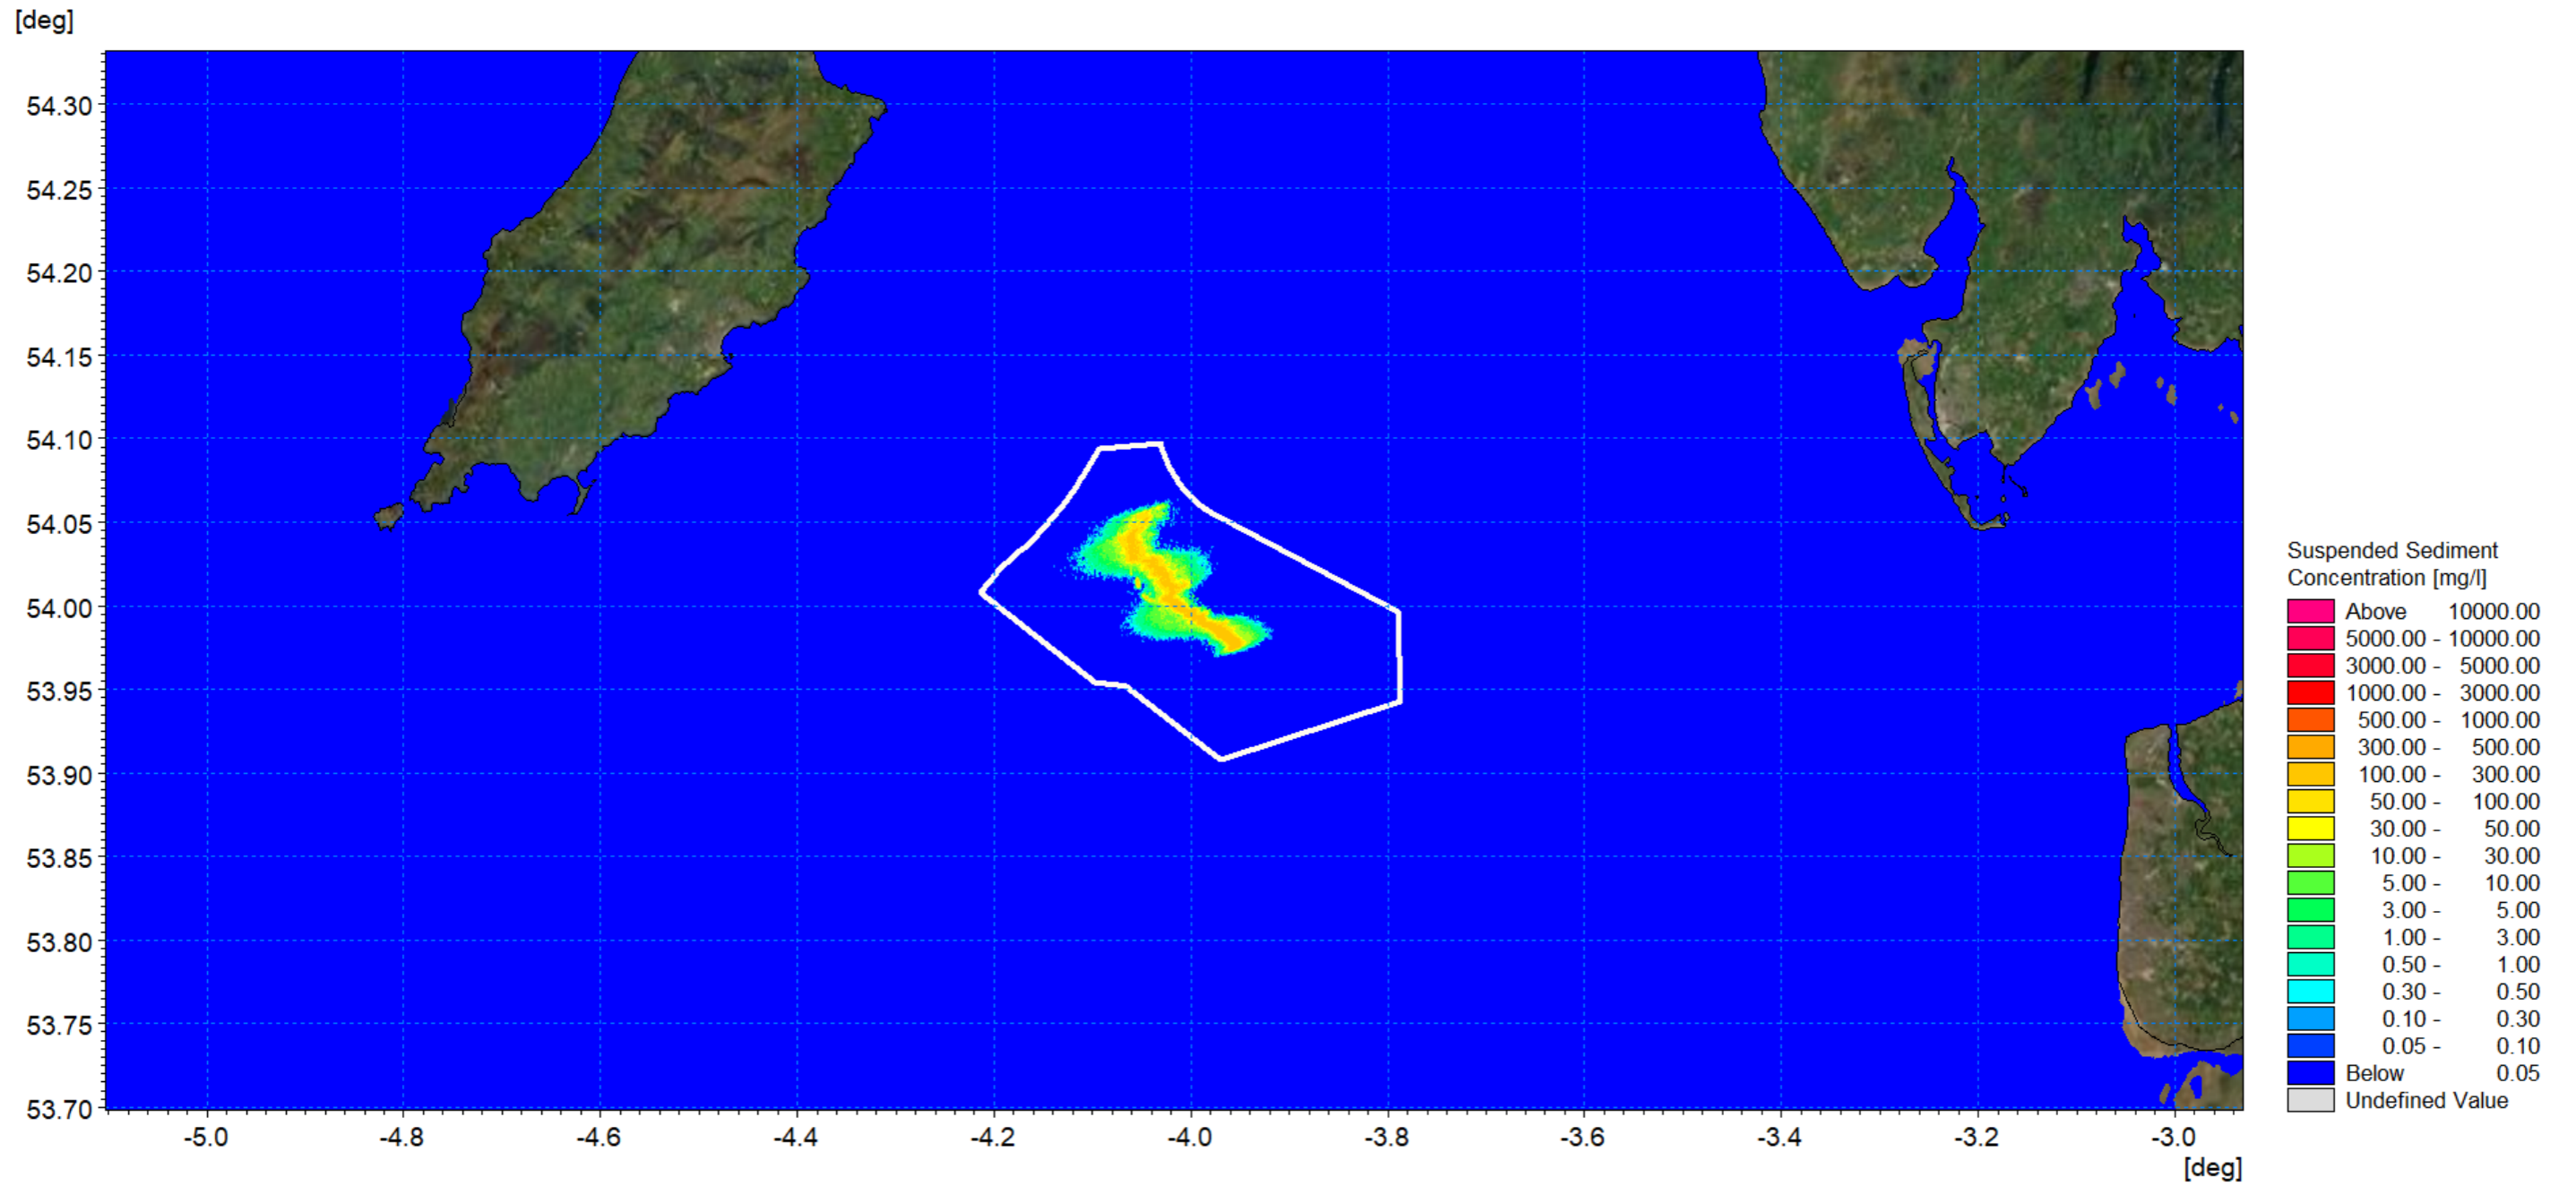 [deg]
54.30
54.25
54.20
54.15
54.10
54.05
54.00
53.95
53.90
53.85
53.80
53.75
53.70
-5.0 -4.8 -4.6 -4.4 -4.2 -4.0 -3.8 -3.6 -3.4 -3.2 -3.0
[deg]
Suspended Sediment
Concentration [mg/l]
Above 10000.00
5000.00 - 10000.00
3000.00 - 5000.00
1000.00 - 3000.00
500.00 - 1000.00
300.00 - 500.00
100.00 - 300.00
50.00 - 100.00
30.00 - 50.00
10.00 - 30.00
5.00 - 10.00
3.00 - 5.00
1.00 - 3.00
0.50 - 1.00
0.30 - 0.50
0.10 - 0.30
0.05 - 0.10
Below 0.05
Undefined Value